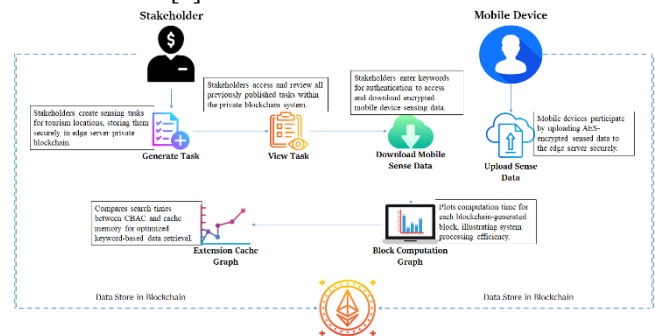 Stakeholder
Mobile Device
Stakeholders access and review all
previously published tasks within
the private blockchain system.
Stakeholders enter keywords
for authentication to access
and download encrypted
mobile device sensing data.
Stakeholders create sensing tasks
for tourism locations, storing them
securely in edge server private
blockchain.
Mobile devices participate
by uploading AES-
encrypted sensed data to
the edge server securely.
Generate Task
View Task
Download Mobile
Sense Data
Upload Sense
Data
Compares search times
between CBAC and cache
memory for optimized
keyword-based data retrieval.
Plots computation time for
each blockchain-generated
block, illustrating system
processing efficiency.
Extension Cache
Graph
Block Computation
Graph
Data Store in Blockchain
Data Store in Blockchain